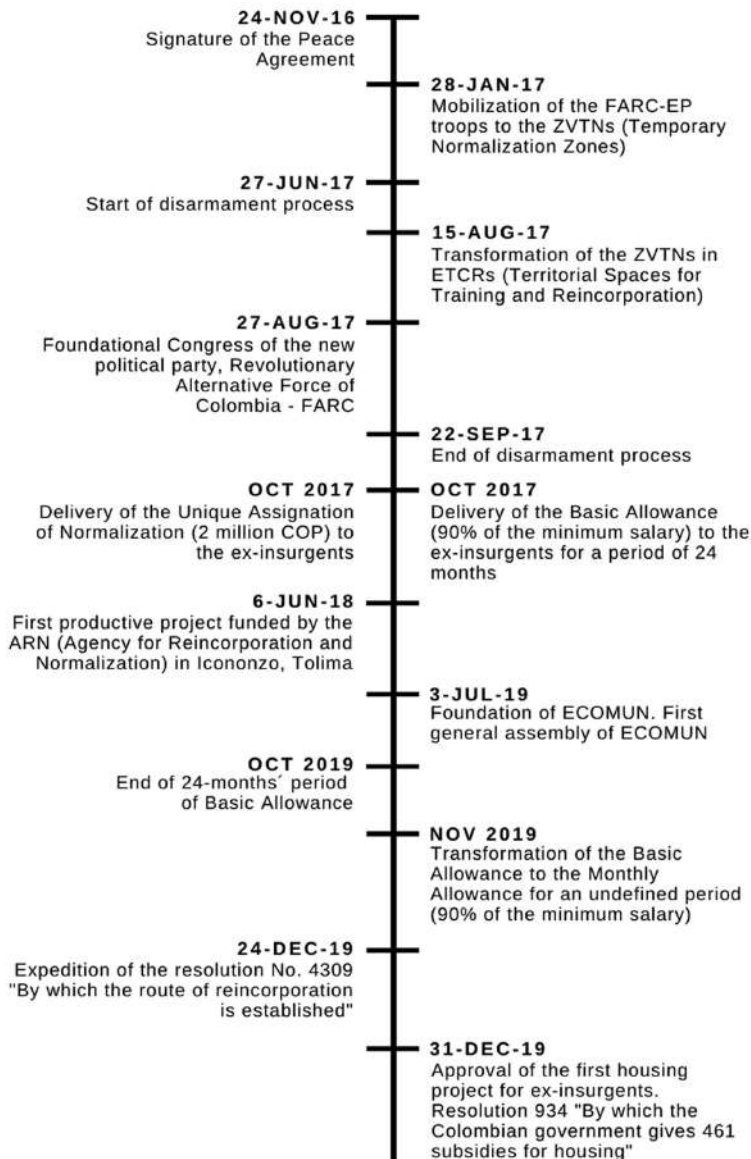 24-NOV-16
Signature of the Peace
Agreement
28-JAN-17
Mobilization of the FARC-EP
troops to the ZVTNs (Temporary
Normalization Zones)
27-JUN-17
Start of disarmament process
15-AUG-17
Transformation of the ZVTNs in
ETCRs (Territorial Spaces for
Training and Reincorporation)
27-AUG-17
Foundational Congress of the new
political party, Revolutionary
Alternative Force of
Colombia - FARC
22-SEP-17
End of disarmament process
OCT 2017
Delivery of the Unique Assignation
of Normalization (2 million COP) to
the ex-insurgents
OCT 2017
Delivery of the Basic Allowance
(90% of the minimum salary) to the
ex-insurgents for a period of 24
months
6-JUN-18
First productive project funded by the
ARN (Agency for Reincorporation and
Normalization) in Icononzo, Tolima
3-JUL-19
Foundation of ECOMUN. First
general assembly of ECOMUN
OCT 2019
End of 24-months´ period
of Basic Allowance
NOV 2019
Transformation of the Basic
Allowance to the Monthly
Allowance for an undefined period
(90% of the minimum salary)
24-DEC-19
Expedition of the resolution No. 4309
"By which the route of reincorporation
is established"
31-DEC-19
Approval of the first housing
project for ex-insurgents.
Resolution 934 "By which the
Colombian government gives 461
subsidies for housing"